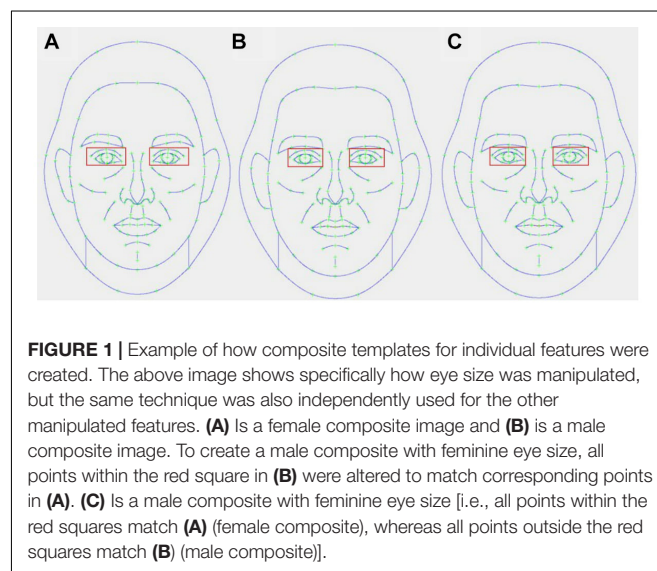 A B C
FIGURE 1 | Example of how composite templates for individual features were
created. The above image shows specifically how eye size was manipulated,
but the same technique was also independently used for the other
manipulated features. (A) Is a female composite image and (B) is a male
composite image. To create a male composite with feminine eye size, all
points within the red square in (B) were altered to match corresponding points
in (A). (C) Is a male composite with feminine eye size [i.e., all points within the
red squares match (A) (female composite), whereas all points outside the red
squares match (B) (male composite)].